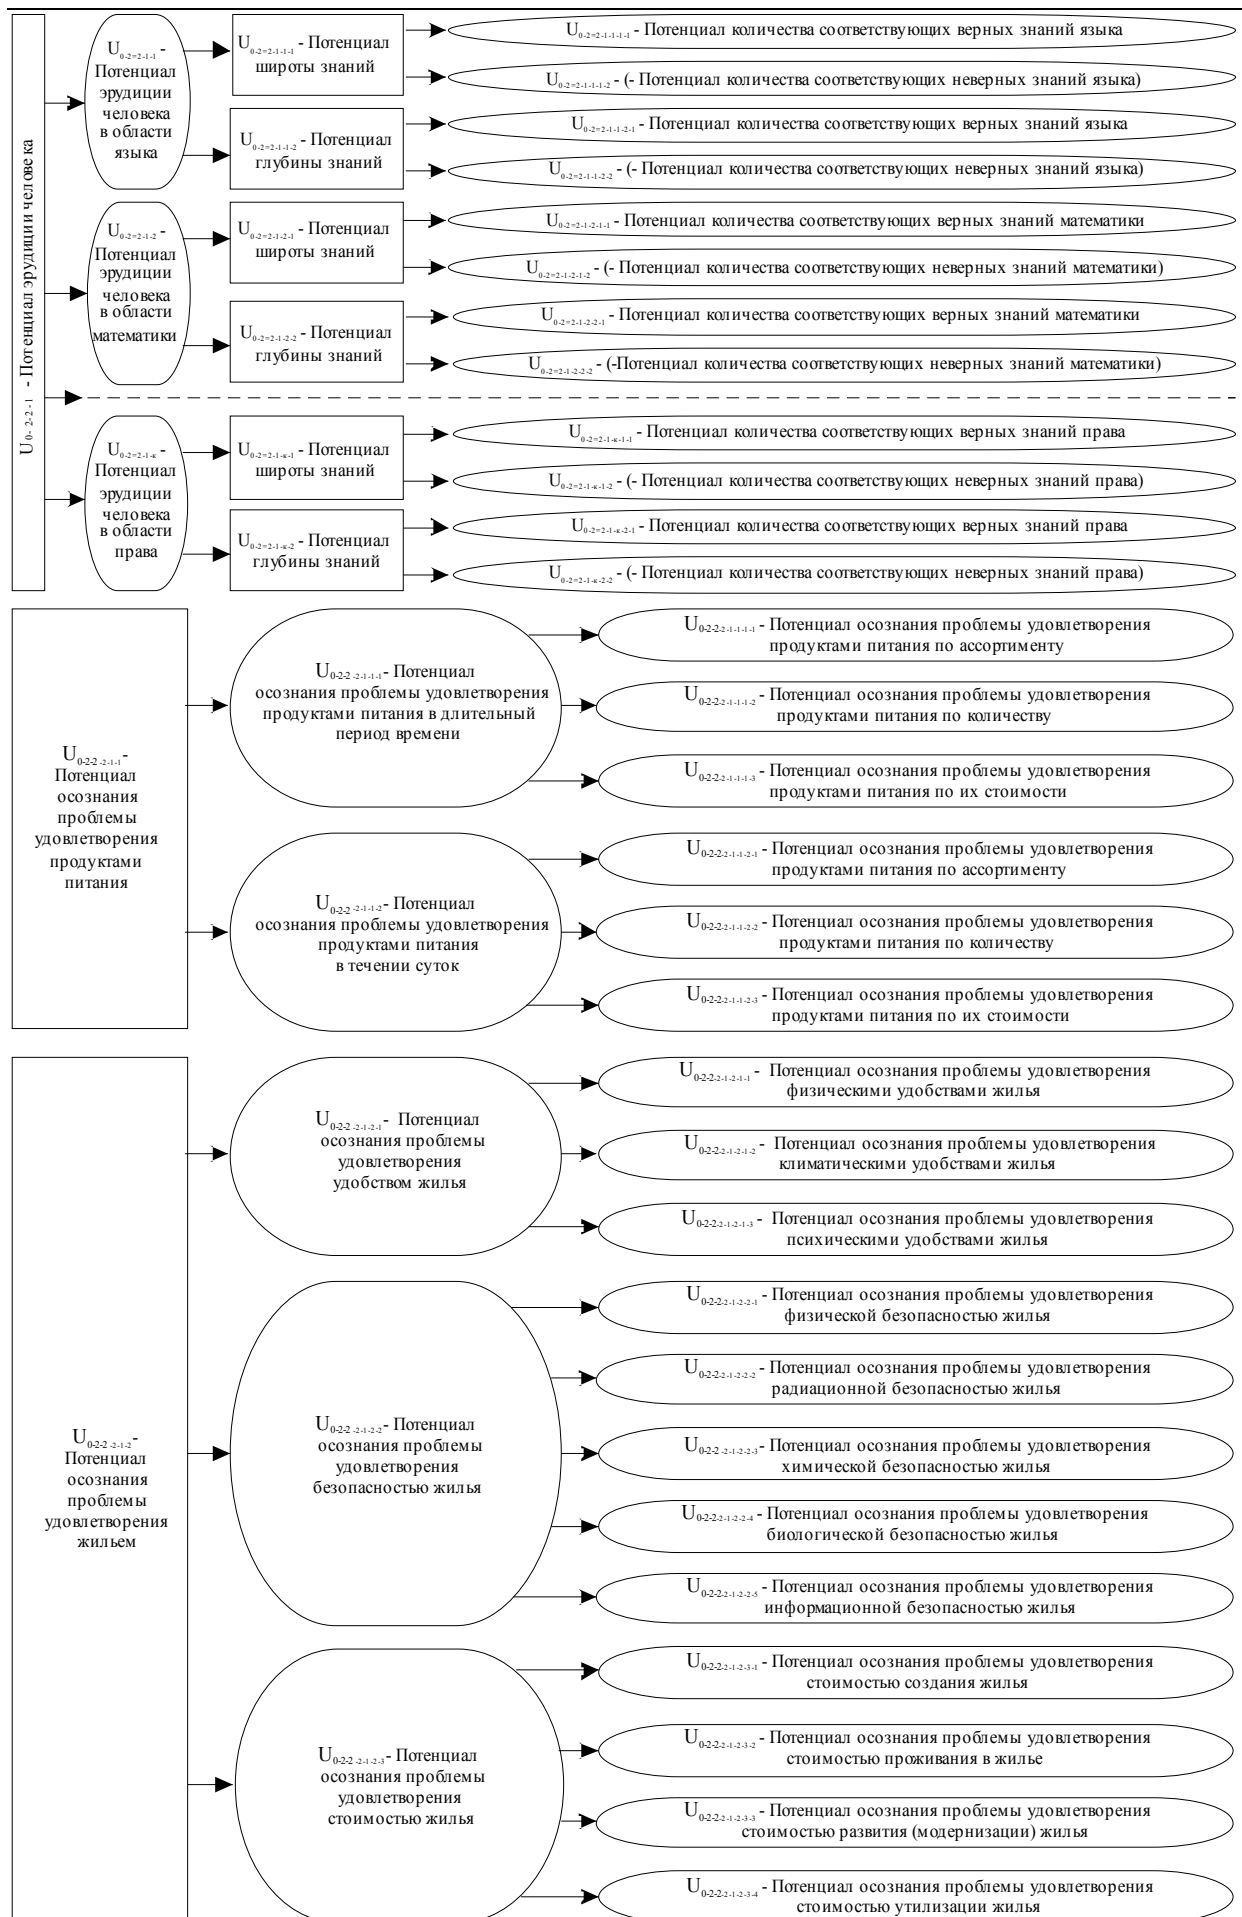 U0-2-2-1 - Потенциал эрудиции человека
U0-2=2-1-1 -
Потенциал
эрудиции
человека
в области
языка
U0-2=2-1-1-1 - Потенциал
широты знаний
U0-2=2-1-1-1-1 - Потенциал количества соответствующих верных знаний языка
U0-2=2-1-1-1-2 - (- Потенциал количества соответствующих неверных знаний языка)
U0-2=2-1-1-2 - Потенциал
глубины знаний
U0-2=2-1-1-2-1 - Потенциал количества соответствующих верных знаний языка
U0-2=2-1-1-2-2 - (- Потенциал количества соответствующих неверных знаний языка)
U0-2=2-1-2 -
Потенциал
эрудиции
человека
в области
математики
U0-2=2-1-2-1 - Потенциал
широты знаний
U0-2=2-1-2-1-1 - Потенциал количества соответствующих верных знаний математики
U0-2=2-1-2-1-2 - (- Потенциал количества соответствующих неверных знаний математики)
U0-2=2-1-2-2 - Потенциал
глубины знаний
U0-2=2-1-2-2-1 - Потенциал количества соответствующих верных знаний математики
U0-2=2-1-2-2-2 - (-Потенциал количества соответствующих неверных знаний математики)
U0-2=2-1-к -
Потенциал
эрудиции
человека
в области
права
U0-2=2-1-к-1 - Потенциал
широты знаний
U0-2=2-1-к-1-1 - Потенциал количества соответствующих верных знаний права
U0-2=2-1-к-1-2 - (- Потенциал количества соответствующих неверных знаний права)
U0-2=2-1-к-2 - Потенциал
глубины знаний
U0-2=2-1-к-2-1 - Потенциал количества соответствующих верных знаний права
U0-2=2-1-к-2-2 - (- Потенциал количества соответствующих неверных знаний права)
U0-2-2-2-1-1-
Потенциал
осознания
проблемы
удовлетворения
продуктами
питания
U0-2-2-2-1-1-1- Потенциал
осознания проблемы удовлетворения
продуктами питания в длительный
период времени
U0-2-2-2-1-1-1-1 - Потенциал осознания проблемы удовлетворения
продуктами питания по ассортименту
U0-2-2-2-1-1-1-2 - Потенциал осознания проблемы удовлетворения
продуктами питания по количеству
U0-2-2-2-1-1-1-3 - Потенциал осознания проблемы удовлетворения
продуктами питания по их стоимости
U0-2-2-2-1-1-2- Потенциал
осознания проблемы удовлетворения
продуктами питания
в течении суток
U0-2-2-2-1-1-2-1 - Потенциал осознания проблемы удовлетворения
продуктами питания по ассортименту
U0-2-2-2-1-1-2-2 - Потенциал осознания проблемы удовлетворения
продуктами питания по количеству
U0-2-2-2-1-1-2-3 - Потенциал осознания проблемы удовлетворения
продуктами питания по их стоимости
U0-2-2-2-1-2-
Потенциал
осознания
проблемы
удовлетворения
жильем
U0-2-2-2-1-2-1- Потенциал
осознания проблемы
удовлетворения
удобством жилья
U0-2-2-2-1-2-1-1 - Потенциал осознания проблемы удовлетворения
физическими удобствами жилья
U0-2-2-2-1-2-1-2 - Потенциал осознания проблемы удовлетворения
климатическими удобствами жилья
U0-2-2-2-1-2-1-3 - Потенциал осознания проблемы удовлетворения
психическими удобствами жилья
U0-2-2-2-1-2-2- Потенциал
осознания проблемы
удовлетворения
безопасностью жилья
U0-2-2-2-1-2-2-1 - Потенциал осознания проблемы удовлетворения
физической безопасностью жилья
U0-2-2-2-1-2-2-2 - Потенциал осознания проблемы удовлетворения
радиационной безопасностью жилья
U0-2-2-2-1-2-2-3- Потенциал осознания проблемы удовлетворения
химической безопасностью жилья
U0-2-2-2-1-2-2-4 - Потенциал осознания проблемы удовлетворения
биологической безопасностью жилья
U0-2-2-2-1-2-2-5 - Потенциал осознания проблемы удовлетворения
информационной безопасностью жилья
U0-2-2-2-1-2-3- Потенциал
осознания проблемы
удовлетворения
стоимостью жилья
U0-2-2-2-1-2-3-1 - Потенциал осознания проблемы удовлетворения
стоимостью создания жилья
U0-2-2-2-1-2-3-2 - Потенциал осознания проблемы удовлетворения
стоимостью проживания в жилье
U0-2-2-2-1-2-3-3 - Потенциал осознания проблемы удовлетворения
стоимостью развития (модернизации) жилья
U0-2-2-2-1-2-3-4 - Потенциал осознания проблемы удовлетворения
стоимостью утилизации жилья